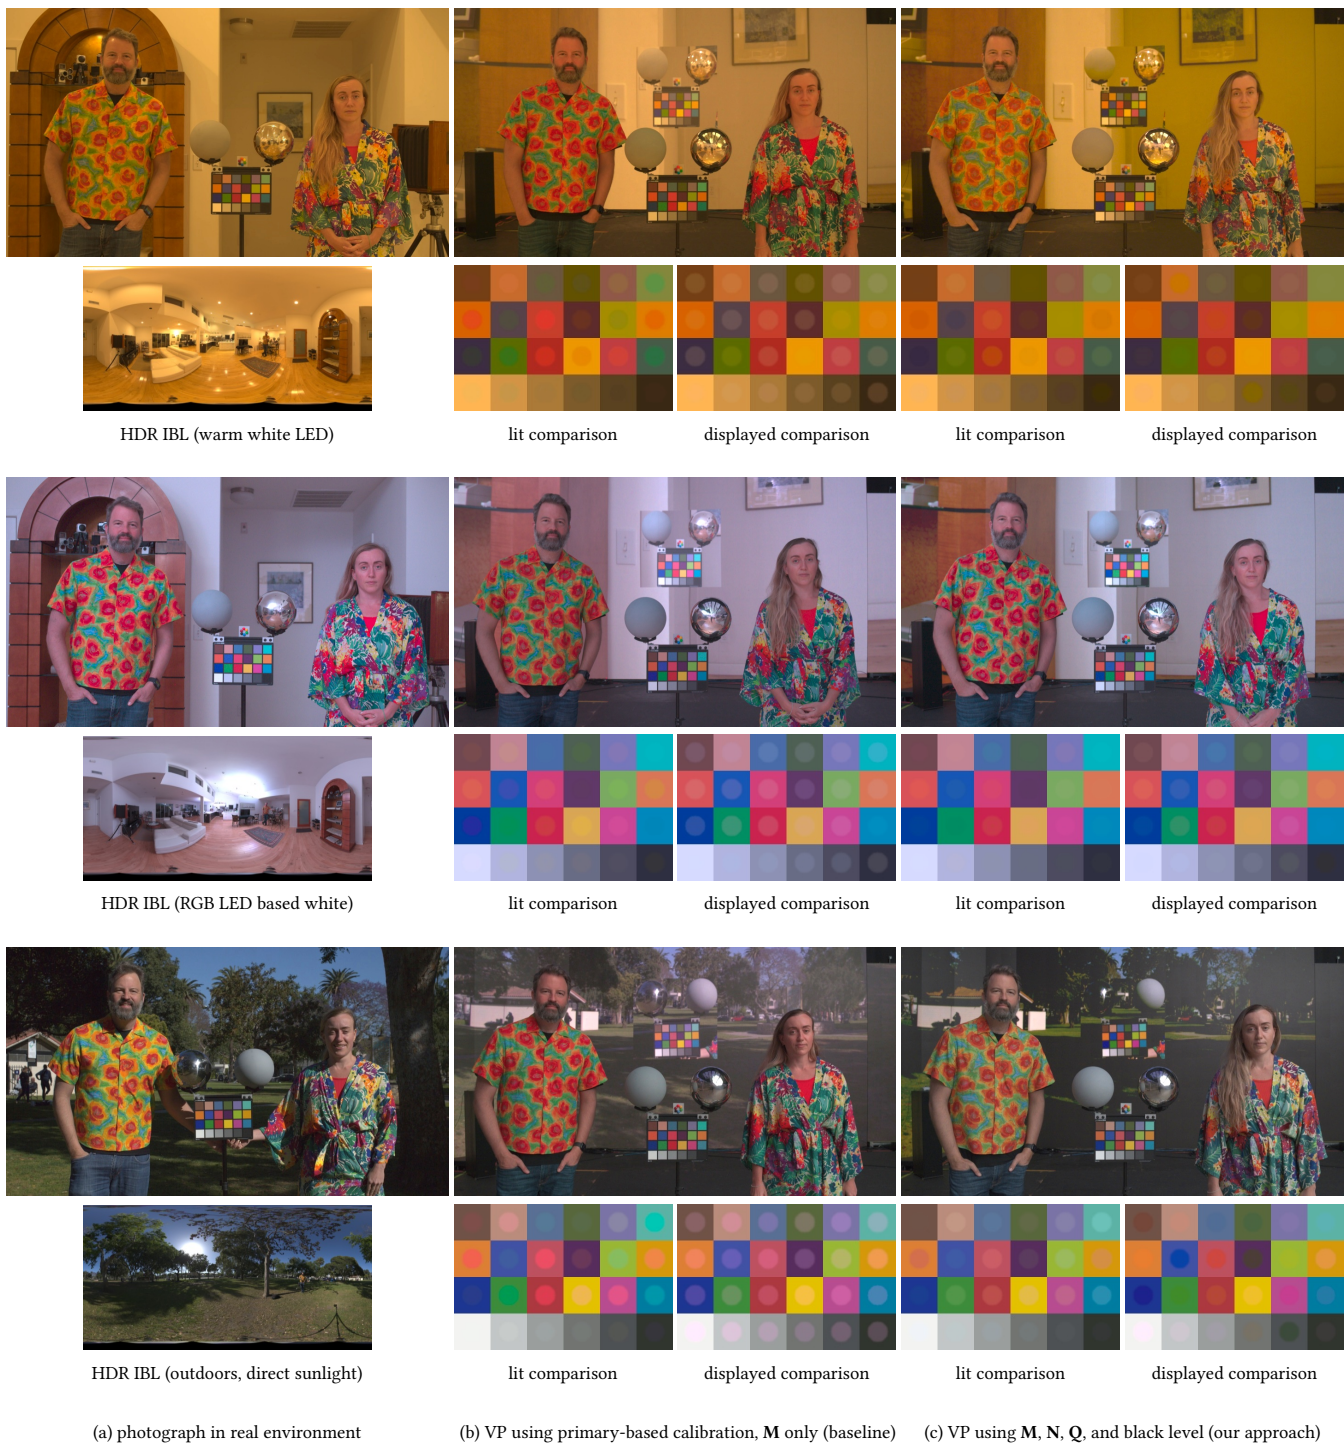 HDR IBL (warm white LED)
lit comparison
displayed comparison
lit comparison
displayed comparison
HDR IBL (RGB LED based white)
lit comparison
displayed comparison
lit comparison
displayed comparison
HDR IBL (outdoors, direct sunlight)
lit comparison
displayed comparison
lit comparison
displayed comparison
(a) photograph in real environment
(b) VP using primary-based calibration, M only (baseline)
(c) VP using M, N, Q, and black level (our approach)